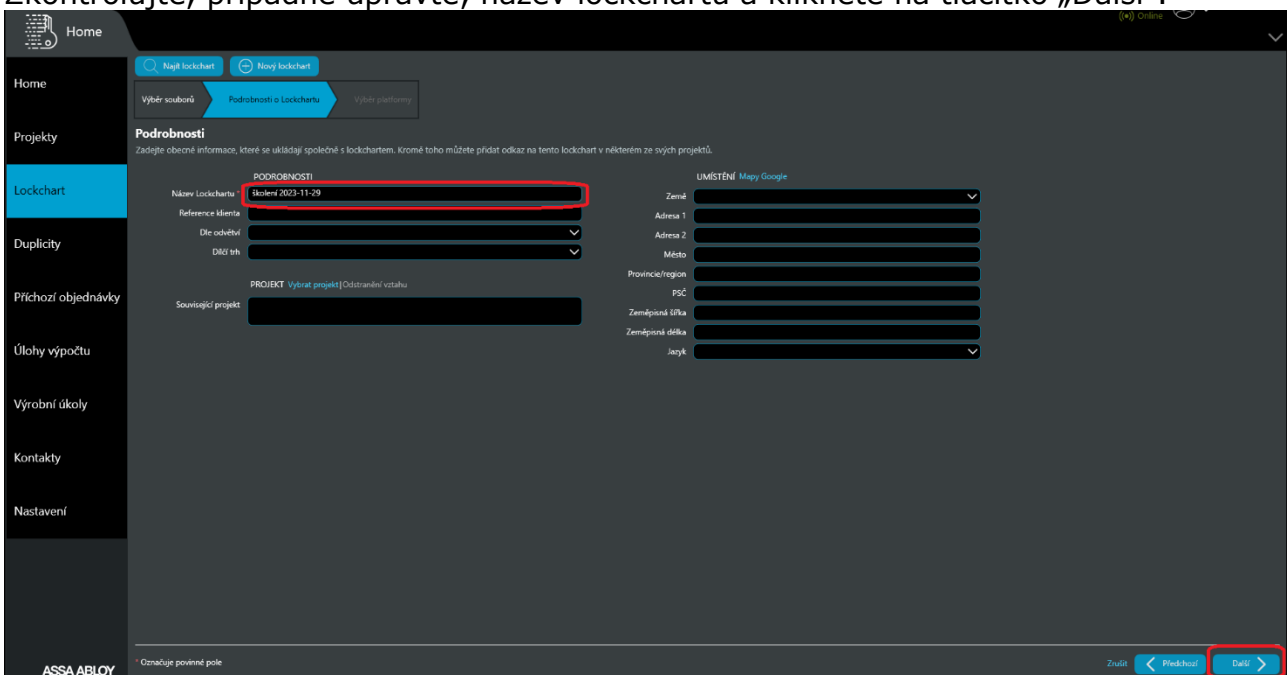 Zkontrolujte, případně upravte, název lockchartu a klikněte na tlačítko „Další“.
Home
((•)) Online
Najít lockchart
Nový lockchart
Výběr souborů
Podrobnosti o Lockchartu
Výběr platformy
Home
Projekty
Lockchart
Duplicity
Příchozí objednávky
Úlohy výpočtu
Výrobní úkoly
Kontakty
Nastavení
ASSA ABLOY
Podrobnosti
Zadejte obecné informace, které se ukládají společně s lockchartem. Kromě toho můžete přidat odkaz na tento lockchart v některém ze svých projektů.
PODROBNOSTI
Název Lockchartu * školení 2023-11-29
Reference klienta
Dle odvětví
Dílčí trh
PROJEKT Vybrat projekt|Odstranění vztahu
Související projekt
UMÍSTĚNÍ Mapy Google
Země
Adresa 1
Adresa 2
Město
Provincie/region
PSČ
Zeměpisná šířka
Zeměpisná délka
Jazyk
* Označuje povinné pole
Zrušit
Předchozí
Další